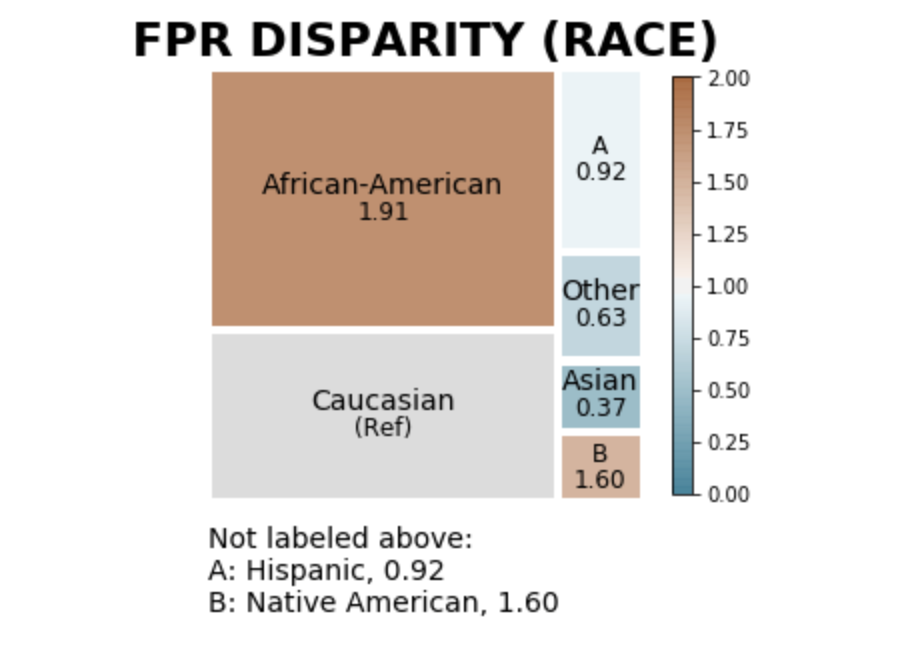 FPR DISPARITY (RACE)
African-American
1.91
Caucasian
(Ref)
A
0.92
Other
0.63
Asian
0.37
B
1.60
2.00
1.75
1.50
1.25
1.00
0.75
0.50
0.25
0.00
Not labeled above:
A: Hispanic, 0.92
B: Native American, 1.60